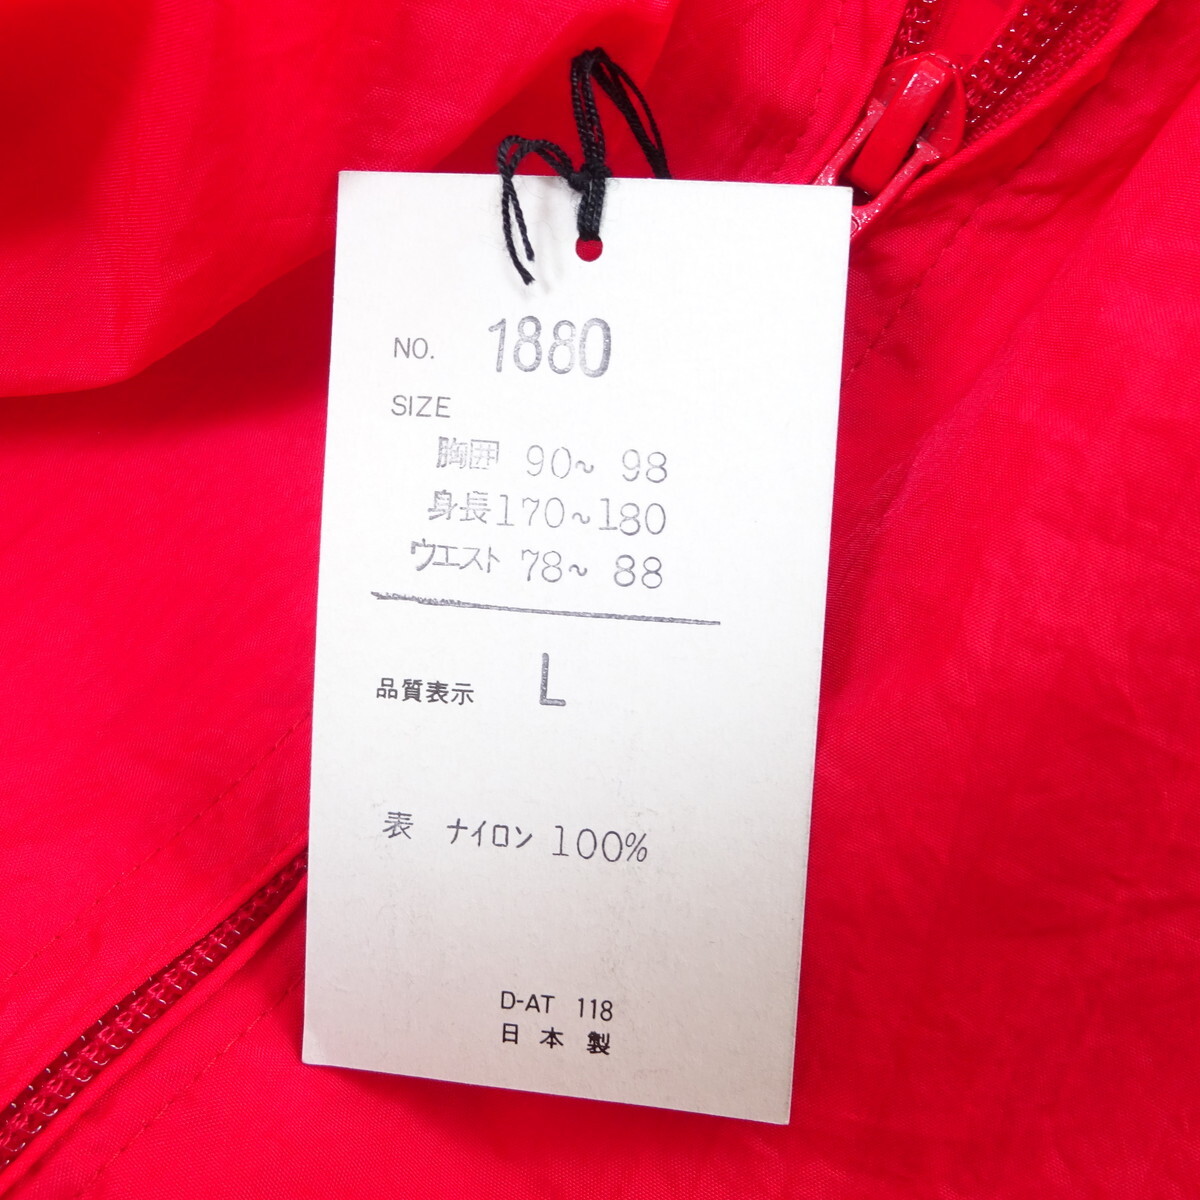 NO. 1880
SIZE
胸囲 90~ 98
身長170~180
ウエスト 78~ 88
品質表示 L
表 ナイロン 100%
D-AT 118
日本製